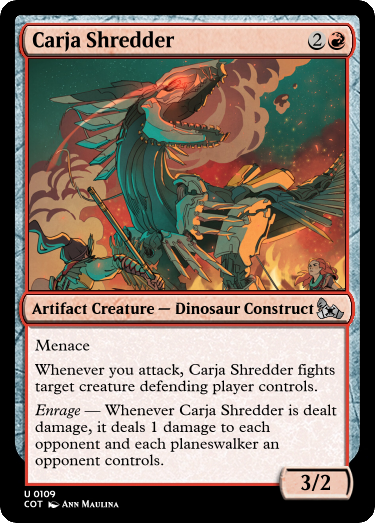 Carja Shredder 2
Artifact Creature — Dinosaur Construct
Menace
Whenever you attack, Carja Shredder fights
target creature defending player controls.
Enrage — Whenever Carja Shredder is dealt
damage, it deals 1 damage to each
opponent and each planeswalker an
opponent controls.
3/2
U 0109
COT Ann Maulina